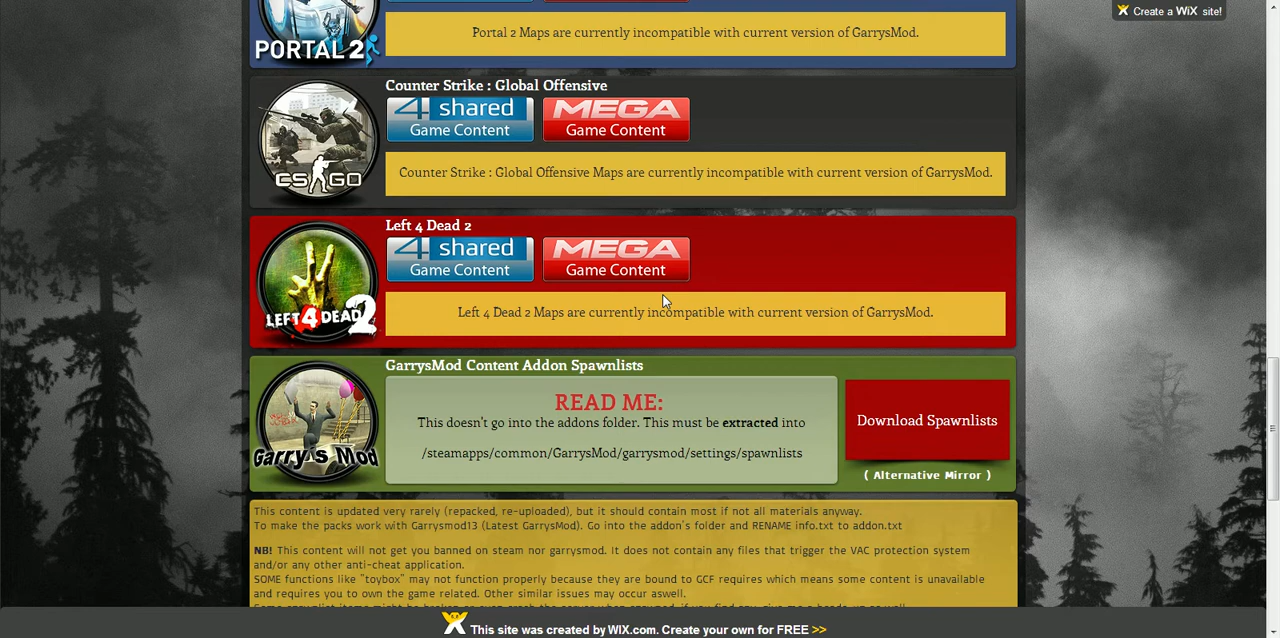 Create a WiX site!
PORTAL 2
Portal 2 Maps are currently incompatible with current version of GarrysMod.
Counter Strike : Global Offensive
4 shared
Game Content
MEGA
Game Content
CS GO
Counter Strike : Global Offensive Maps are currently incompatible with current version of GarrysMod.
Left 4 Dead 2
4 shared
Game Content
MEGA
Game Content
LEFT 4 DEAD 2
Left 4 Dead 2 Maps are currently incompatible with current version of GarrysMod.
GarrysMod Content Addon Spawnlists
READ ME:
This doesn't go into the addons folder. This must be extracted into
/steamapps/common/GarrysMod/garrysmod/settings/spawnlists
Garry's Mod
Download Spawnlists
( Alternative Mirror )
This content is updated very rarely (repacked, re-uploaded), but it should contain most if not all materials anyway.
To make the packs work with Garrysmod13 (Latest GarrysMod). Go into the addon's folder and RENAME info.txt to addon.txt
NB! This content will not get you banned on steam nor garrysmod. It does not contain any files that trigger the VAC protection system
and/or any other anti-cheat application.
SOME functions like "toybox" may not function properly because they are bound to GCF requires which means some content is unavailable
and requires you to own the game related. Other similar issues may occur aswell.
This site was created by WIX.com. Create your own for FREE >>